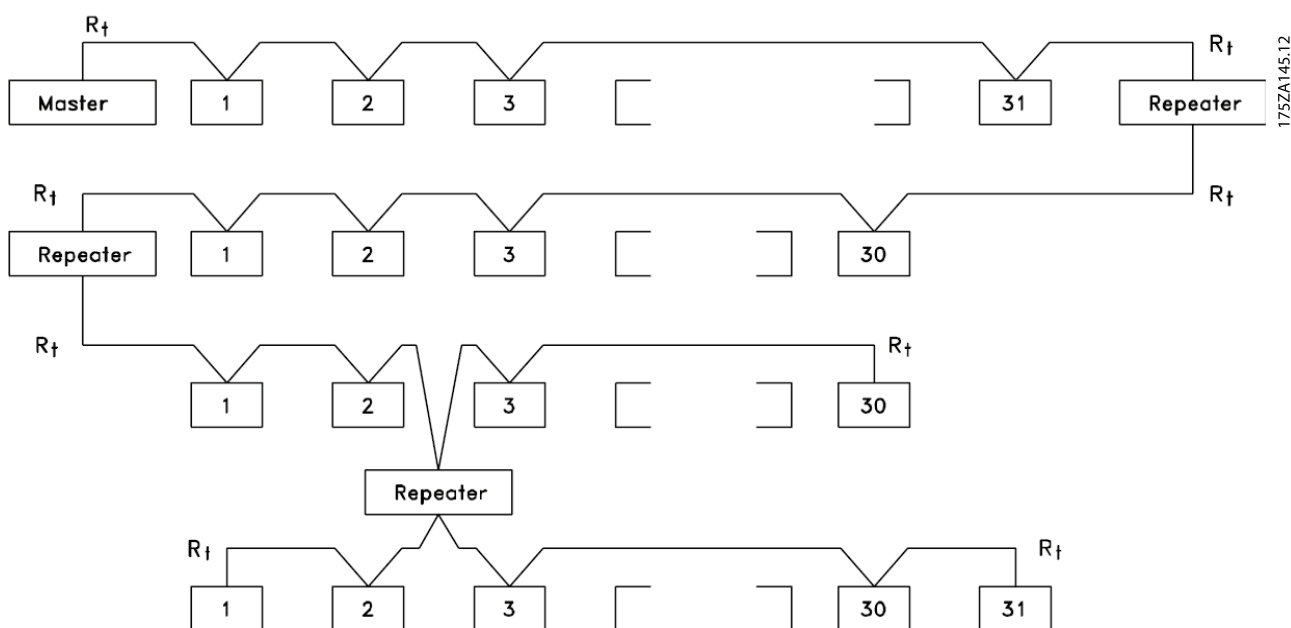 Rt
Rt
Master 1 2 3 31 Repeater
175ZA145.12
Rt Rt
Repeater 1 2 3 30
Rt Rt
1 2 3 30
Repeater
Rt Rt
1 2 3 30 31